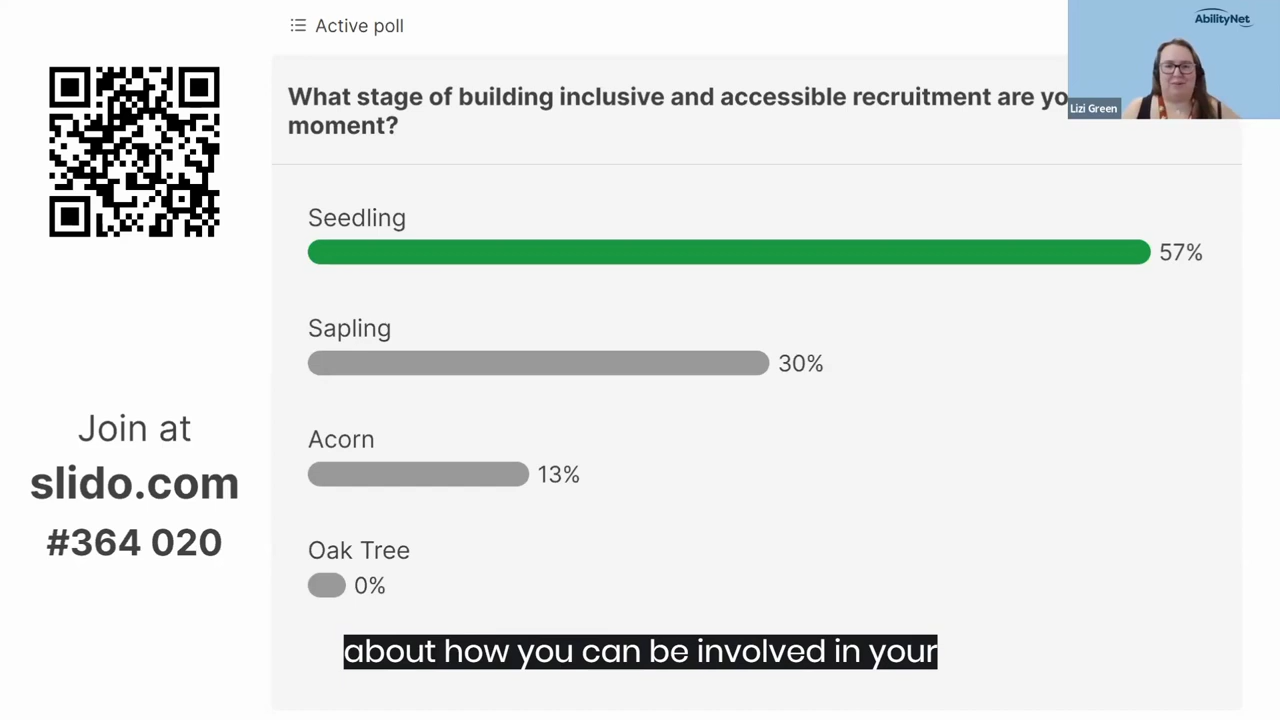 Active poll
AbilityNet
What stage of building inclusive and accessible recruitment are yo
moment?
Lizi Green
Seedling
57%
Sapling
30%
Acorn
13%
Oak Tree
0%
Join at
slido.com
#364 020
about how you can be involved in your